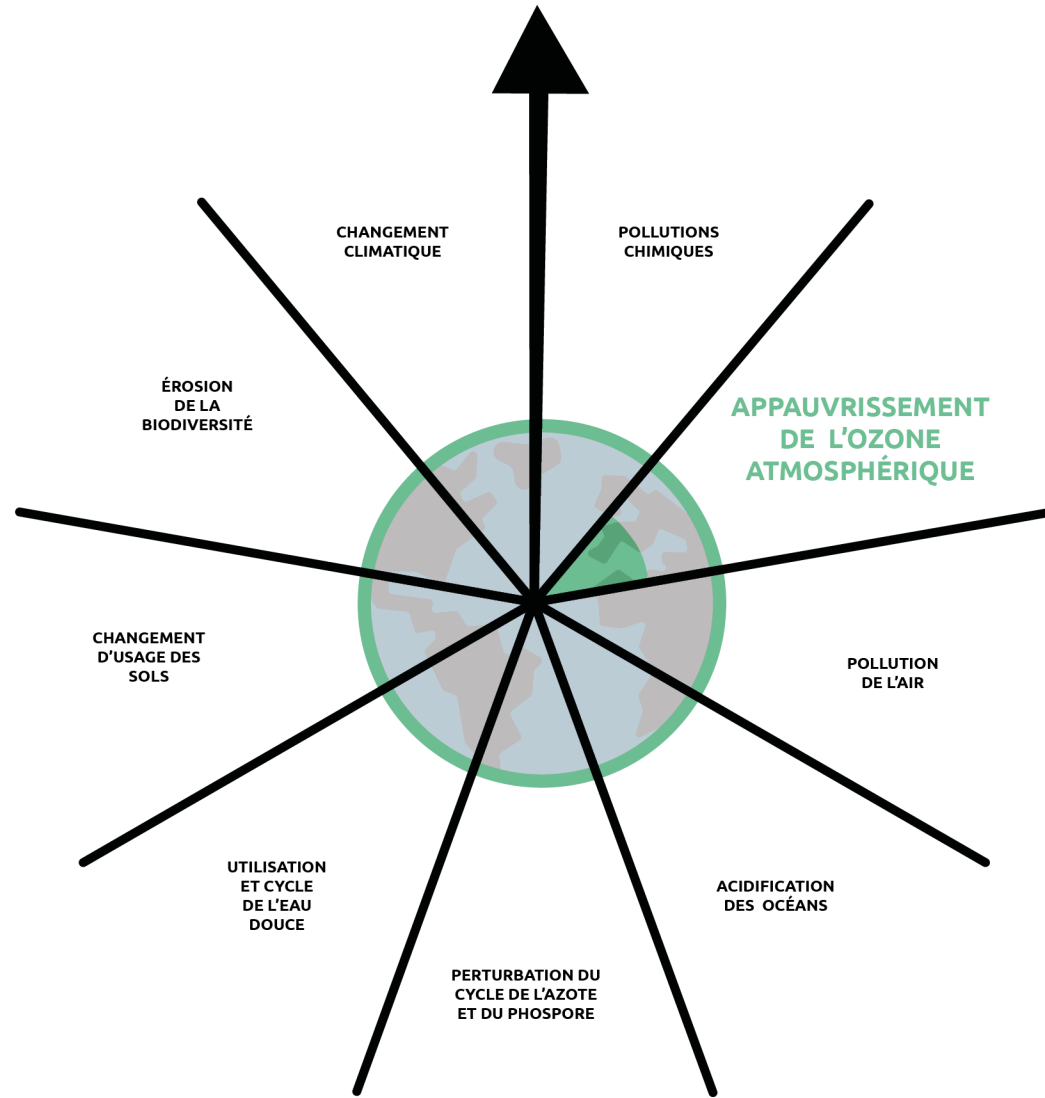 CHANGEMENT
CLIMATIQUE
POLLUTIONS
CHIMIQUES
ÉROSION
DE LA
BIODIVERSITÉ
APPAUVRISSEMENT
DE L'OZONE
ATMOSPHÉRIQUE
CHANGEMENT
D'USAGE DES
SOLS
POLLUTION
DE L'AIR
UTILISATION
ET CYCLE
DE L'EAU
DOUCE
ACIDIFICATION
DES OCÉANS
PERTURBATION DU
CYCLE DE L'AZOTE
ET DU PHOSPORE